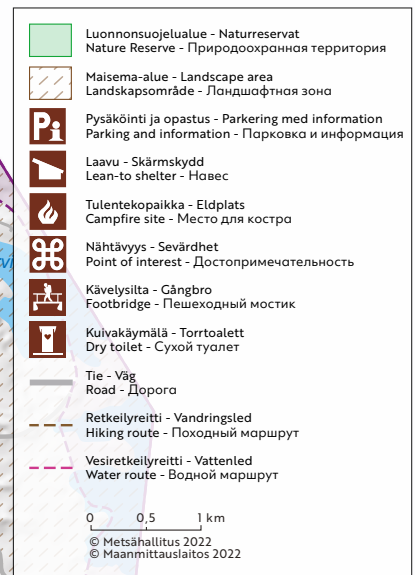 Luonnonsuojelualue - Naturreservat
Nature Reserve - Природоохранная территория
Maisema-alue - Landscape area
Landskapsområde - Ландшафтная зона
Pysäköinti ja opastus - Parkering med information
Parking and information - Парковка и информация
Laavu - Skärmskydd
Lean-to shelter - Навес
Tulentekopaikka - Eldplats
Campfire site - Место для костра
Nähtävyys - Sevärdhet
Point of interest - Достопримечательность
Kävelysilta - Gångbro
Footbridge - Пешеходный мостик
Kuivakäymälä - Torrtoalett
Dry toilet - Сухой туалет
Tie - Väg
Road - Дорога
Retkeilyreitti - Vandringsled
Hiking route - Походный маршрут
Vesiretkeilyreitti - Vattenled
Water route - Водной маршрут
0 0,5 1 km
© Metsähallitus 2022
© Maanmittauslaitos 2022